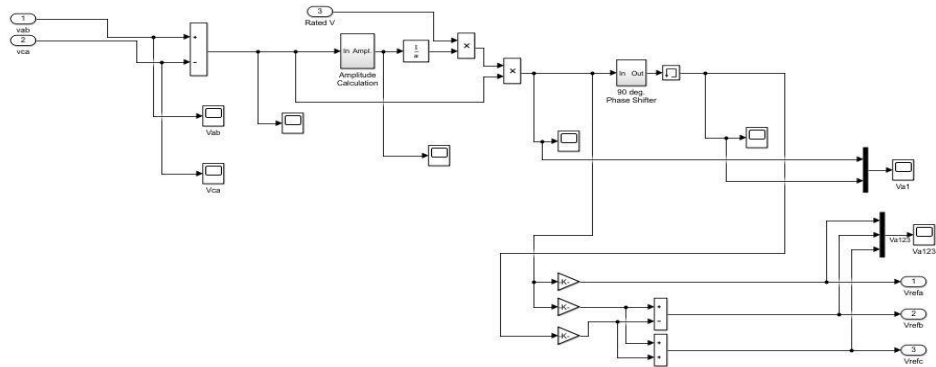 1
vab
2
vca
+
−
Vab
Vca
3
Rated V
In Ampl.
Amplitude
Calculation
1
u
×
×
In Out
90 deg.
Phase Shifter
Va1
Va123
Va123
-K-
-K-
-K-
+
−
+
+
1
Vrefa
2
Vrefb
3
Vrefc